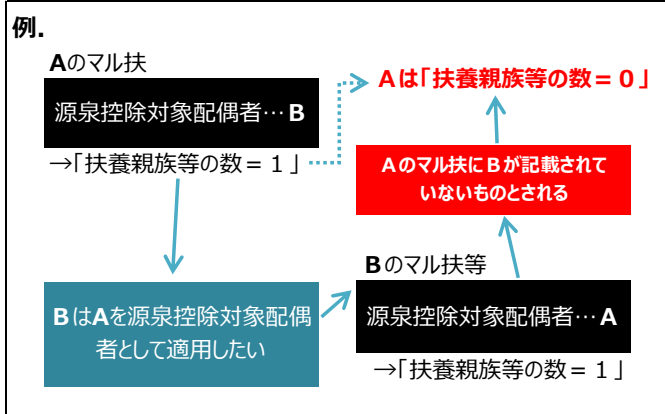 例.
Aのマル扶
源泉控除対象配偶者…B
→「扶養親族等の数=1」
Aは「扶養親族等の数=0」
Aのマル扶にBが記載されて
いないものとされる
BはAを源泉控除対象配偶
者として適用したい
Bのマル扶等
源泉控除対象配偶者…A
→「扶養親族等の数=1」